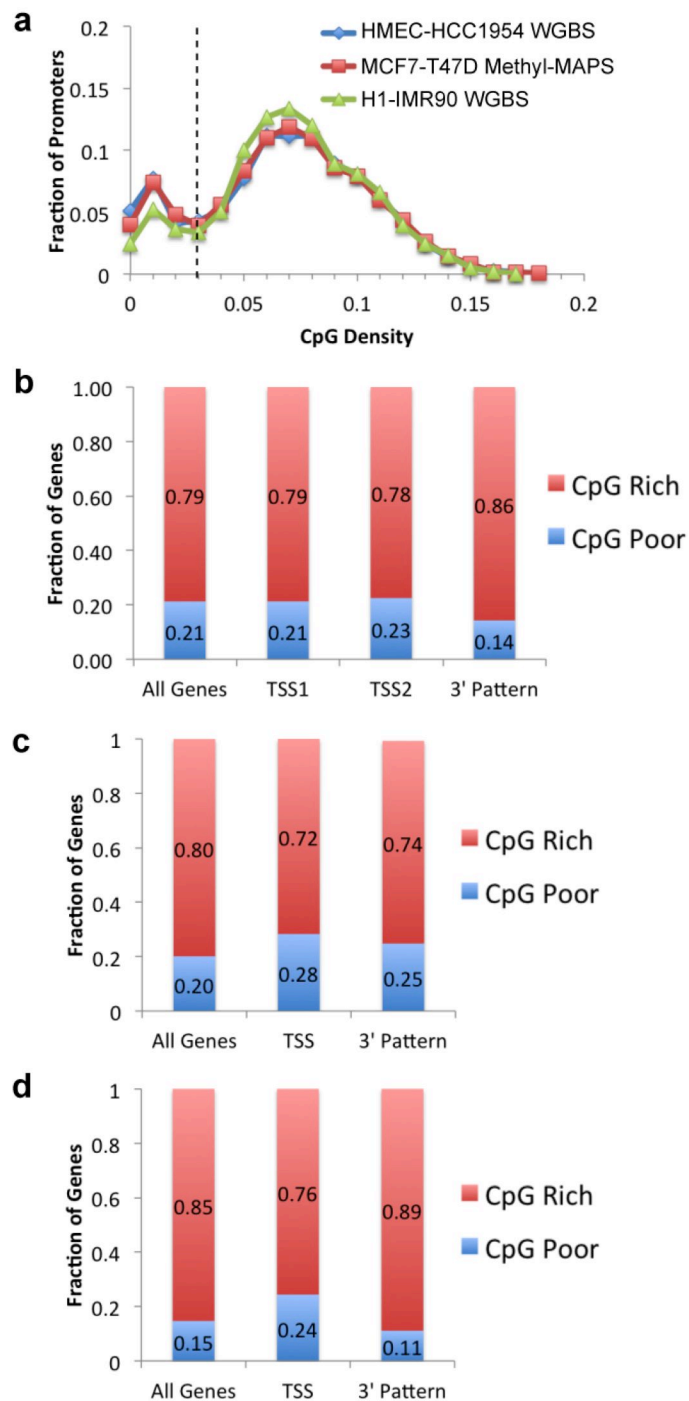 a
0.2
0.15
0.1
0.05
0
Fraction of Promoters
HMEC-HCC1954 WGBS
MCF7-T47D Methyl-MAPS
H1-IMR90 WGBS
0 0.05 0.1 0.15 0.2
CpG Density
b
1.00
0.80
0.60
0.40
0.20
0.00
Fraction of Genes
0.79 0.79 0.78 0.86
0.21 0.21 0.23 0.14
All Genes TSS1 TSS2 3' Pattern
CpG Rich
CpG Poor
c
1
0.8
0.6
0.4
0.2
0
Fraction of Genes
0.80 0.72 0.74
0.20 0.28 0.25
All Genes TSS 3' Pattern
CpG Rich
CpG Poor
d
1
0.8
0.6
0.4
0.2
0
Fraction of Genes
0.85 0.76 0.89
0.15 0.24 0.11
All Genes TSS 3' Pattern
CpG Rich
CpG Poor